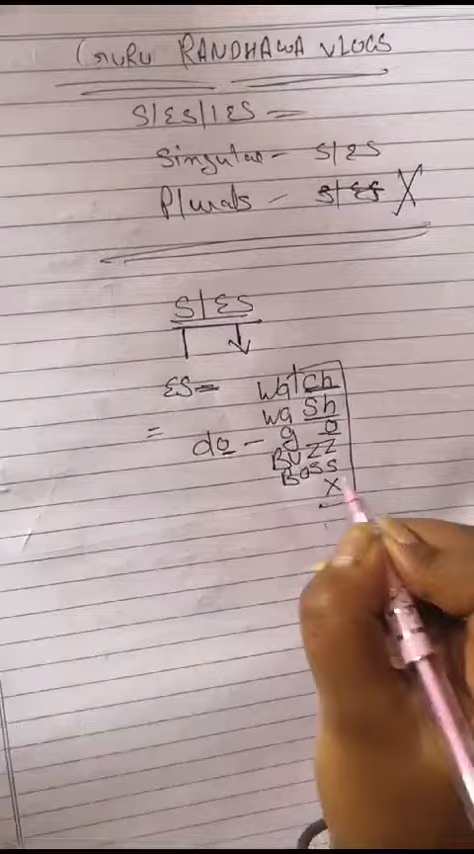 GURU RANDHAWA VLOGS
S/ES/IES =
Singular - S/ES
Plurals - S/ES X
S/ES
ES = Watch
= wash
do - go
BUZZ
BOSS
X